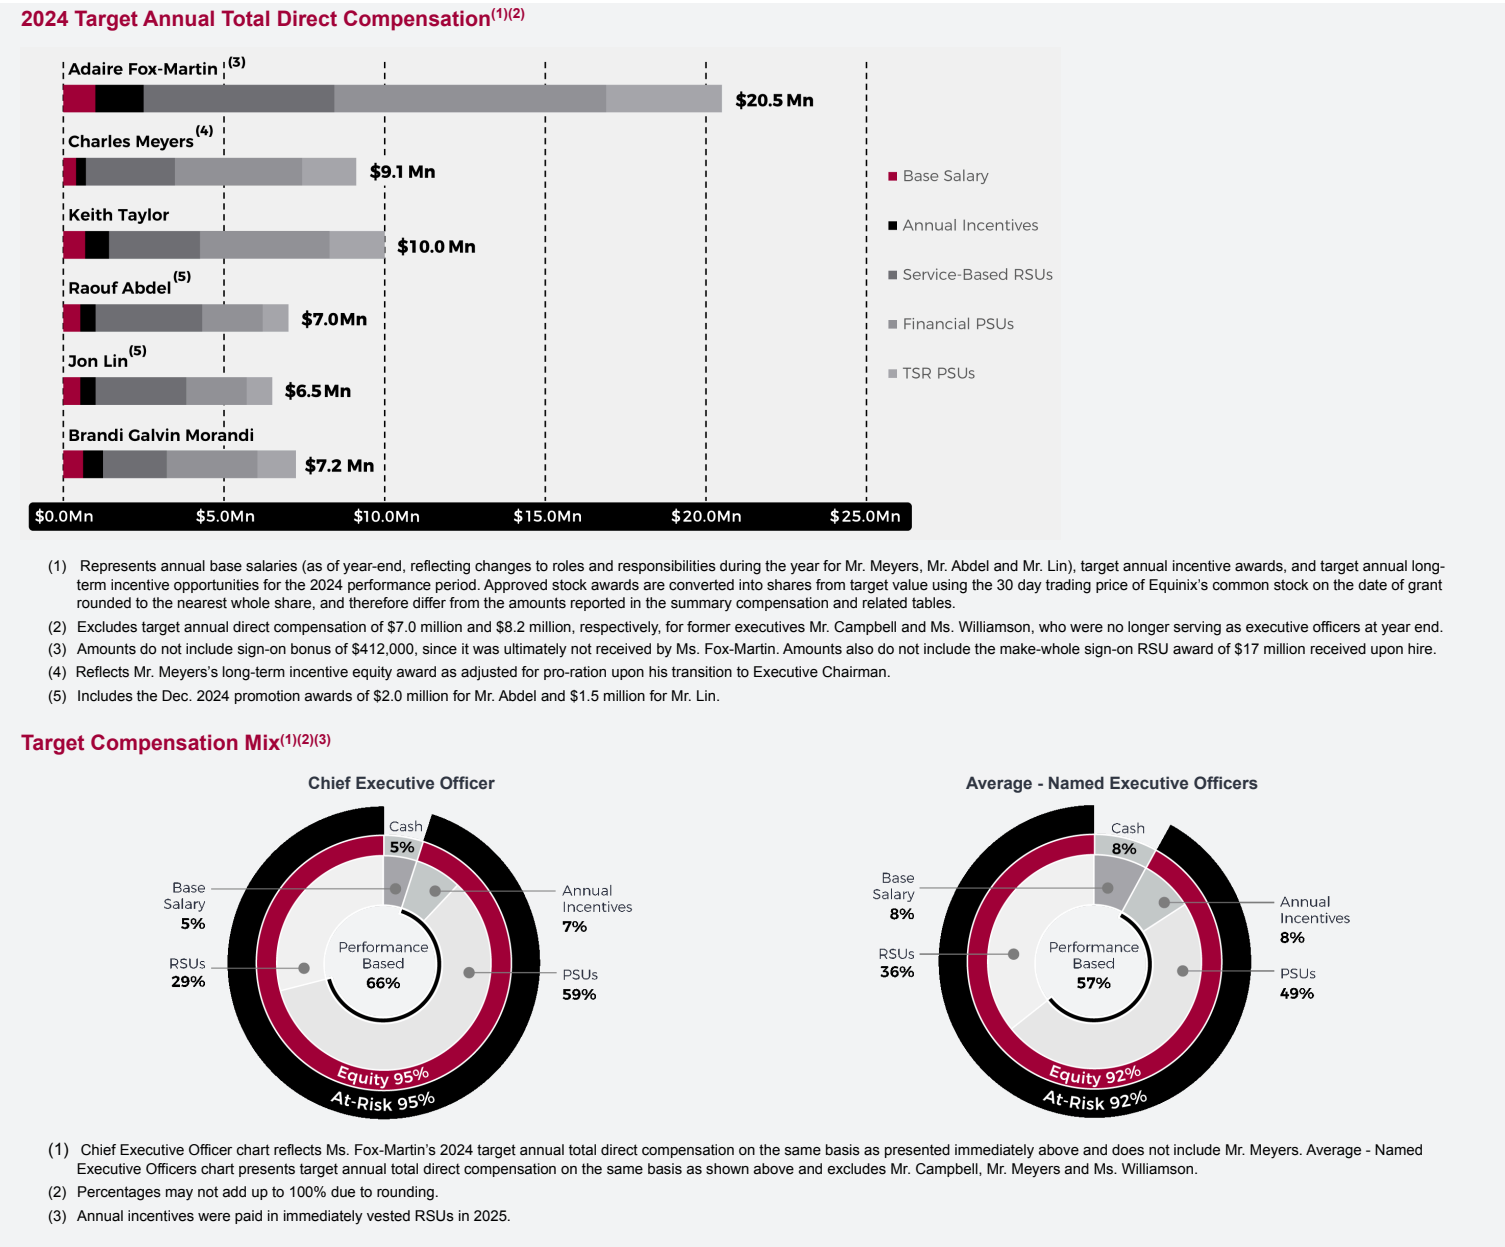 2024 Target Annual Total Direct Compensation(1)(2)
Adaire Fox-Martin (3)
$20.5 Mn
Charles Meyers (4)
$9.1 Mn
Keith Taylor
$10.0 Mn
Raouf Abdel (5)
$7.0Mn
Jon Lin (5)
$6.5 Mn
Brandi Galvin Morandi
$7.2 Mn
Base Salary
Annual Incentives
Service-Based RSUs
Financial PSUs
TSR PSUs
$0.0Mn $5.0Mn $10.0Mn $15.0Mn $20.0Mn $25.0Mn
(1) Represents annual base salaries (as of year-end, reflecting changes to roles and responsibilities during the year for Mr. Meyers, Mr. Abdel and Mr. Lin), target annual incentive awards, and target annual long-
term incentive opportunities for the 2024 performance period. Approved stock awards are converted into shares from target value using the 30 day trading price of Equinix's common stock on the date of grant
rounded to the nearest whole share, and therefore differ from the amounts reported in the summary compensation and related tables.
(2) Excludes target annual direct compensation of $7.0 million and $8.2 million, respectively, for former executives Mr. Campbell and Ms. Williamson, who were no longer serving as executive officers at year end.
(3) Amounts do not include sign-on bonus of $412,000, since it was ultimately not received by Ms. Fox-Martin. Amounts also do not include the make-whole sign-on RSU award of $17 million received upon hire.
(4) Reflects Mr. Meyers's long-term incentive equity award as adjusted for pro-ration upon his transition to Executive Chairman.
(5) Includes the Dec. 2024 promotion awards of $2.0 million for Mr. Abdel and $1.5 million for Mr. Lin.
Target Compensation Mix(1)(2)(3)
Chief Executive Officer
Cash
5%
Base
Salary
5%
Annual
Incentives
7%
RSUs
29%
Performance
Based
66%
PSUs
59%
Equity 95%
At-Risk 95%
Average - Named Executive Officers
Cash
8%
Base
Salary
8%
Annual
Incentives
8%
RSUs
36%
Performance
Based
57%
PSUs
49%
Equity 92%
At-Risk 92%
(1) Chief Executive Officer chart reflects Ms. Fox-Martin's 2024 target annual total direct compensation on the same basis as presented immediately above and does not include Mr. Meyers. Average - Named
Executive Officers chart presents target annual total direct compensation on the same basis as shown above and excludes Mr. Campbell, Mr. Meyers and Ms. Williamson.
(2) Percentages may not add up to 100% due to rounding.
(3) Annual incentives were paid in immediately vested RSUs in 2025.